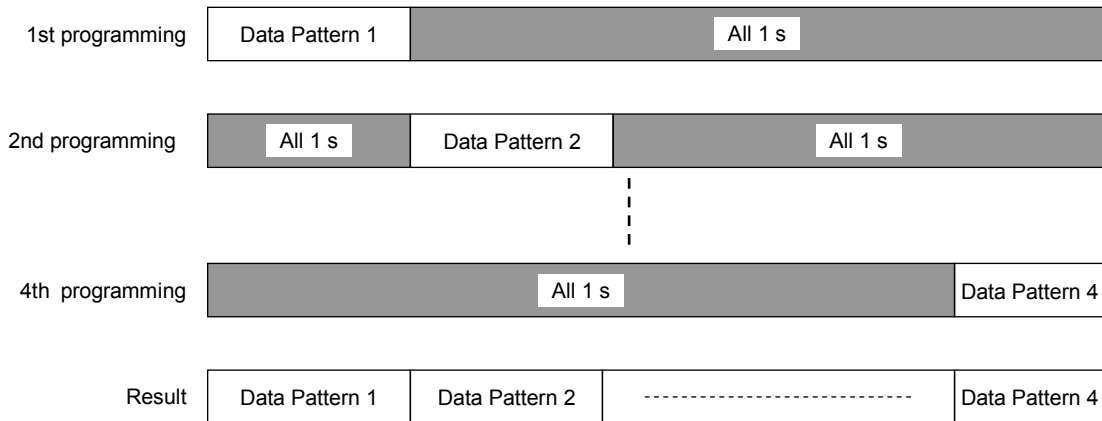 1st programming Data Pattern 1 All 1 s
2nd programming All 1 s Data Pattern 2 All 1 s
4th programming All 1 s Data Pattern 4
Result Data Pattern 1 Data Pattern 2 Data Pattern 4